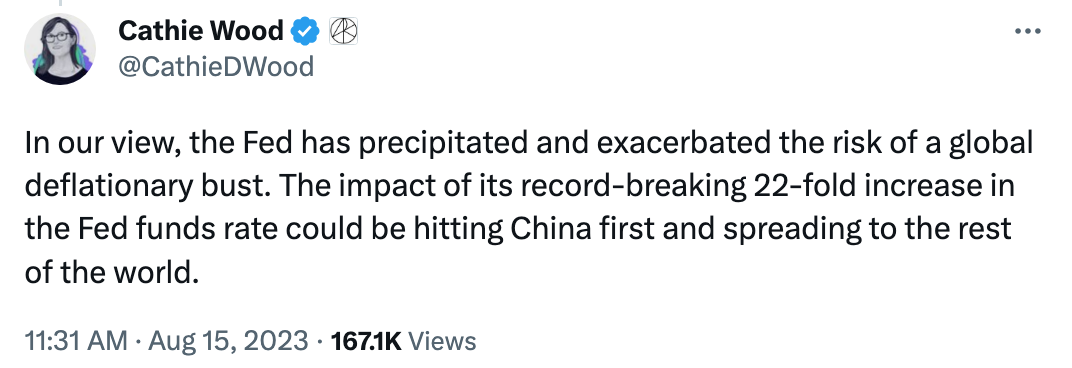 Cathie Wood
@CathieDWood
In our view, the Fed has precipitated and exacerbated the risk of a global
deflationary bust. The impact of its record-breaking 22-fold increase in
the Fed funds rate could be hitting China first and spreading to the rest
of the world.
11:31 AM · Aug 15, 2023 · 167.1K Views